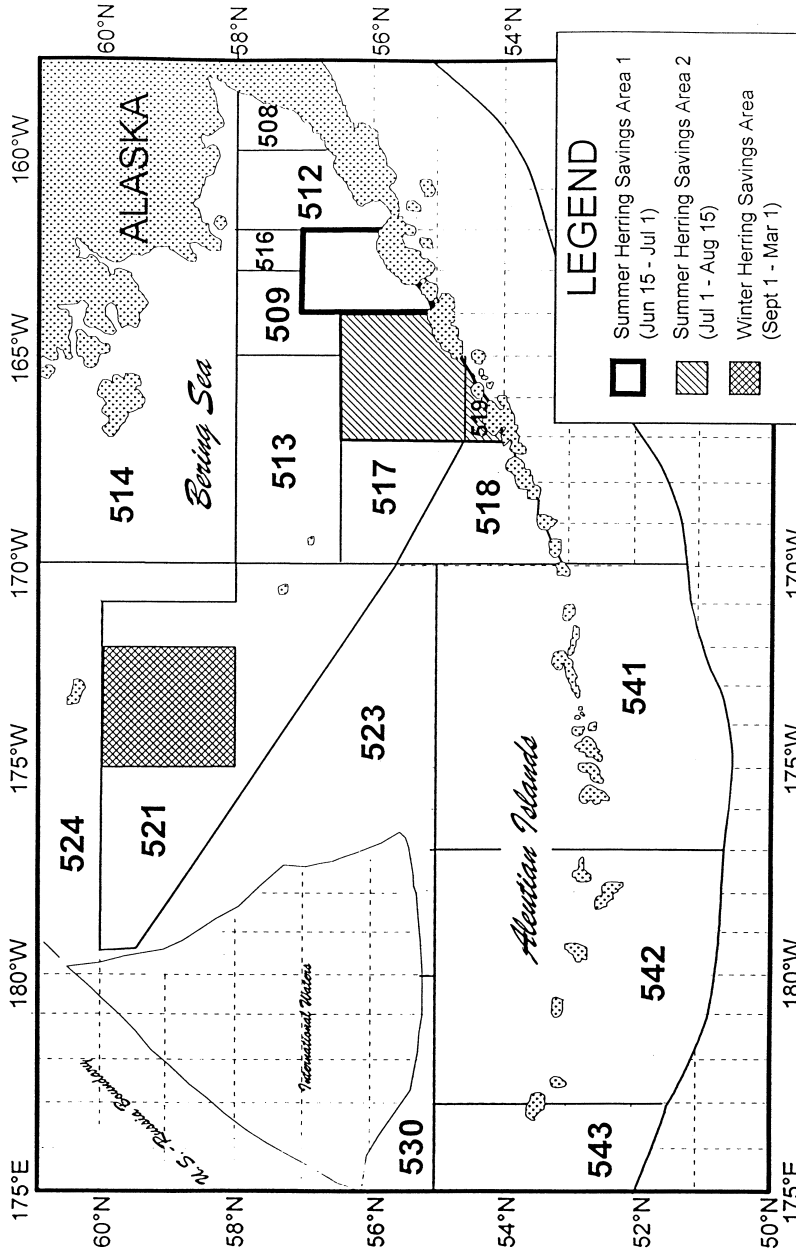 175°E 180°W 175°W 170°W 165°W 160°W
60°N
58°N
56°N
54°N
52°N
50°N
60°N
58°N
56°N
54°N
ALASKA
Bering Sea
U.S. - Russia Boundary
International Waters
Aleutian Islands
524
514
521
508
512
516
509
513
523
517
519
518
530
543
542
541
LEGEND
Summer Herring Savings Area 1
(Jun 15 - Jul 1)
Summer Herring Savings Area 2
(Jul 1 - Aug 15)
Winter Herring Savings Area
(Sept 1 - Mar 1)
175°E 180°W 175°W 170°W